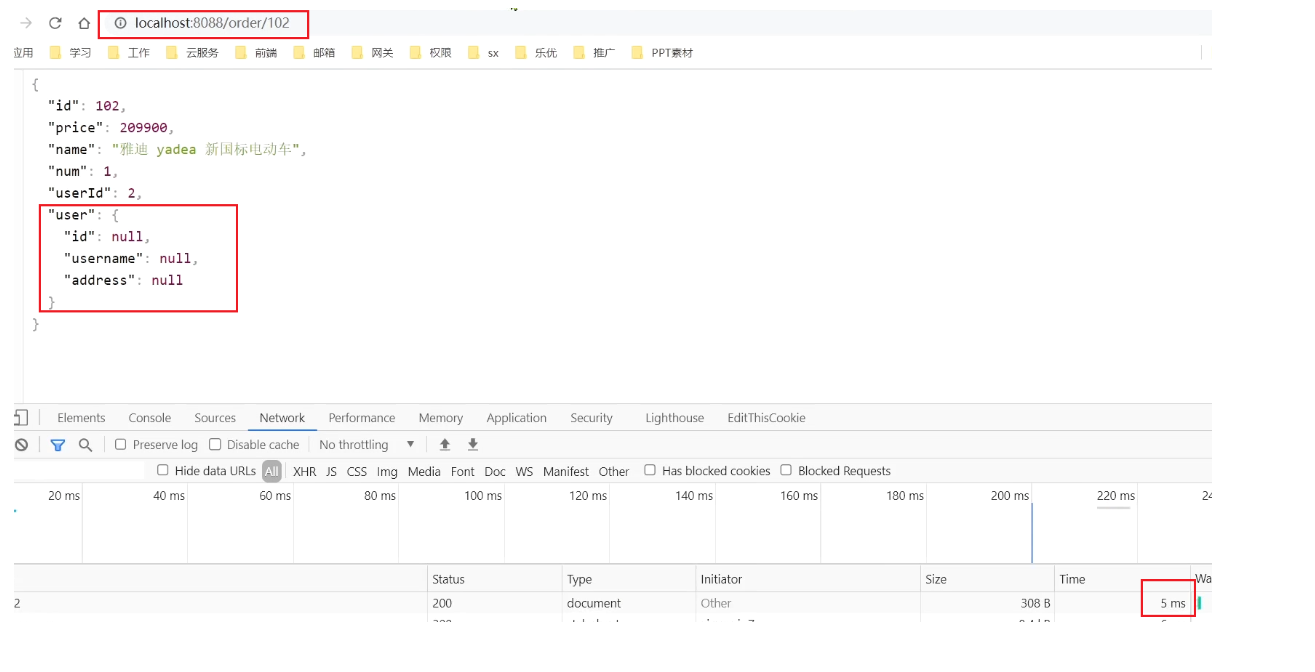 localhost:8088/order/102
应用 学习 工作 云服务 前端 邮箱 网关 权限 sx 乐优 推广 PPT素材
{
"id": 102,
"price": 209900,
"name": "雅迪 yadea 新国标电动车",
"num": 1,
"userId": 2,
"user": {
"id": null,
"username": null,
"address": null
}
}
Elements Console Sources Network Performance Memory Application Security Lighthouse EditThisCookie
Preserve log Disable cache No throttling
Hide data URLs All XHR JS CSS Img Media Font Doc WS Manifest Other Has blocked cookies Blocked Requests
20 ms 40 ms 60 ms 80 ms 100 ms 120 ms 140 ms 160 ms 180 ms 200 ms 220 ms 24
Status Type Initiator Size Time Wa
2 200 document Other 308 B 5 ms